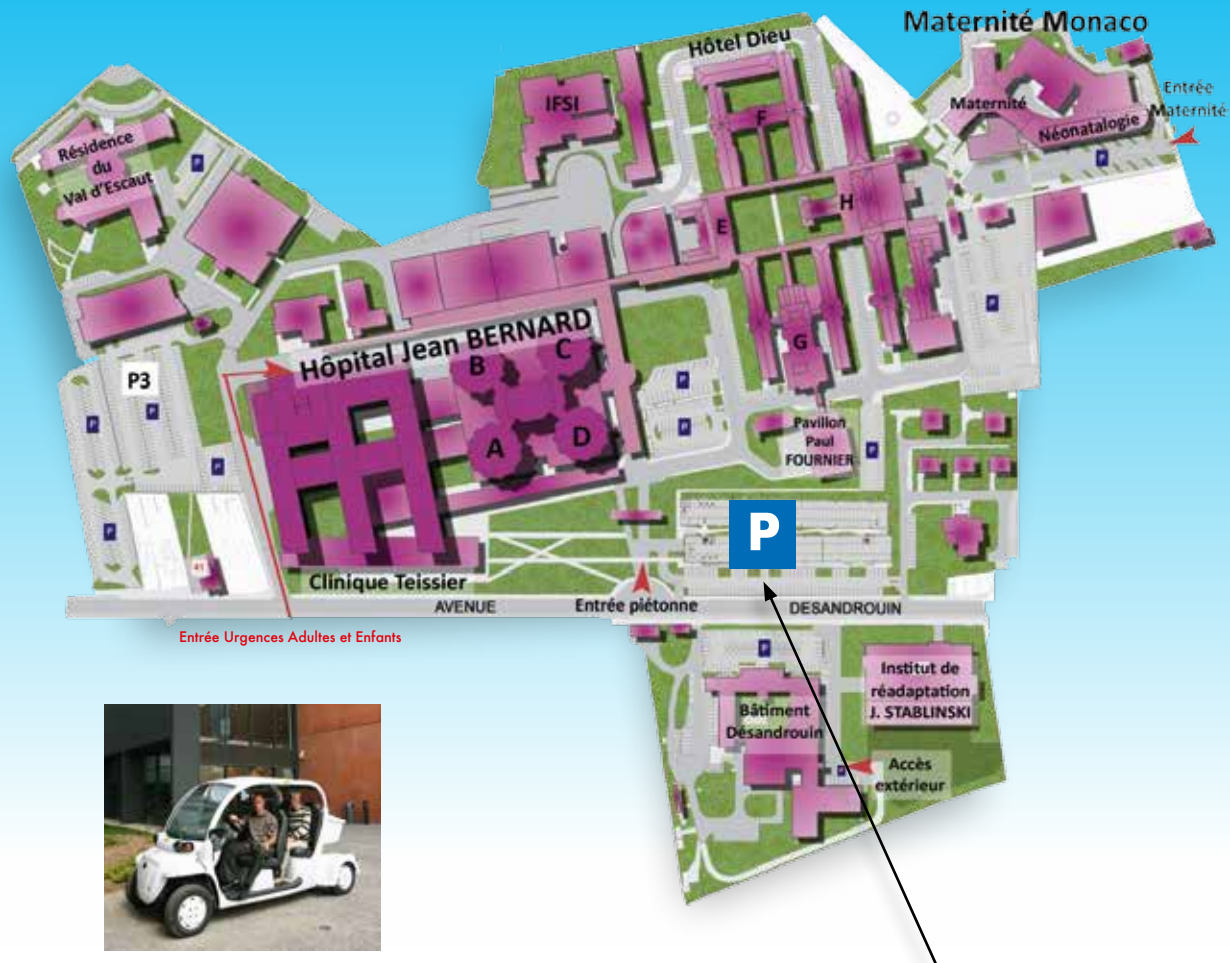 Maternité Monaco
Hôtel Dieu
IFSI
F
Maternité
Entrée
Maternité
Néonatalogie
P
Résidence
du
Val d'Escaut
P
E
H
P
G
Hôpital Jean BERNARD
B
C
A
D
P3
P
P
P
P
P
P
Pavillon
Paul
FOURNIER
P
P
41
Clinique Teissier
AVENUE
Entrée piétonne
DESANDROUIN
Entrée Urgences Adultes et Enfants
P
Bâtiment
Désandrouin
Institut de
réadaptation
J. STABLINSKI
P
Accès
extérieur